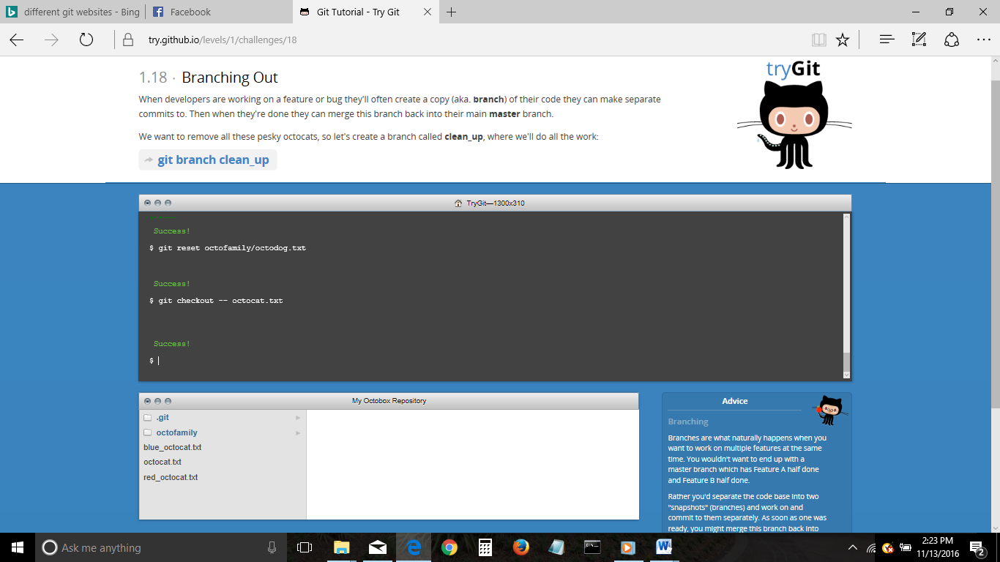 different git websites - Bing
Facebook
Git Tutorial - Try Git
try.github.io/levels/1/challenges/18
1.18 · Branching Out
tryGit
When developers are working on a feature or bug they'll often create a copy (aka. branch) of their code they can make separate
commits to. Then when they're done they can merge this branch back into their main master branch.
We want to remove all these pesky octocats, so let's create a branch called clean_up, where we'll do all the work:
git branch clean_up
TryGit—1300x310
Success!
$ git reset octofamily/octodog.txt
Success!
$ git checkout -- octocat.txt
Success!
$
My Octobox Repository
.git
octofamily
blue_octocat.txt
octocat.txt
red_octocat.txt
Advice
Branching
Branches are what naturally happens when you
want to work on multiple features at the same
time. You wouldn't want to end up with a
master branch which has Feature A half done
and Feature B half done.
Rather you'd separate the code base into two
"snapshots" (branches) and work on and
commit to them separately. As soon as one was
ready, you might merge this branch back into
Ask me anything
2:23 PM
11/13/2016
2